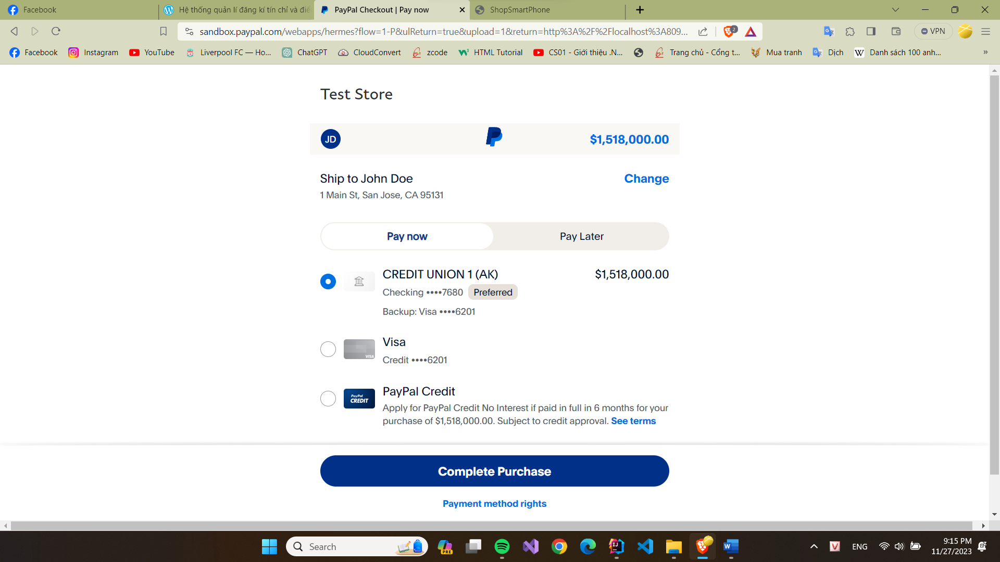 Facebook
Hệ thống quản lí đăng kí tín chỉ và điể
PayPal Checkout | Pay now
ShopSmartPhone
sandbox.paypal.com/webapps/hermes?flow=1-P&ulReturn=true&upload=1&return=http%3A%2F%2Flocalhost%3A809...
2
VPN
Facebook
Instagram
YouTube
Liverpool FC — Ho...
ChatGPT
CloudConvert
zcode
HTML Tutorial
CS01 - Giới thiệu .N...
Trang chủ - Cổng t...
Mua tranh
Dịch
W
Danh sách 100 anh...
»
Test Store
JD
$1,518,000.00
Ship to John Doe
Change
1 Main St, San Jose, CA 95131
Pay now
Pay Later
CREDIT UNION 1 (AK)
$1,518,000.00
Checking ••••7680
Preferred
Backup: Visa ••••6201
VISA
Visa
Credit ••••6201
PayPal
CREDIT
PayPal Credit
Apply for PayPal Credit No Interest if paid in full in 6 months for your
purchase of $1,518,000.00. Subject to credit approval. See terms
Complete Purchase
Payment method rights
Search
PRE
IJ
W
V
ENG
9:15 PM
11/27/2023